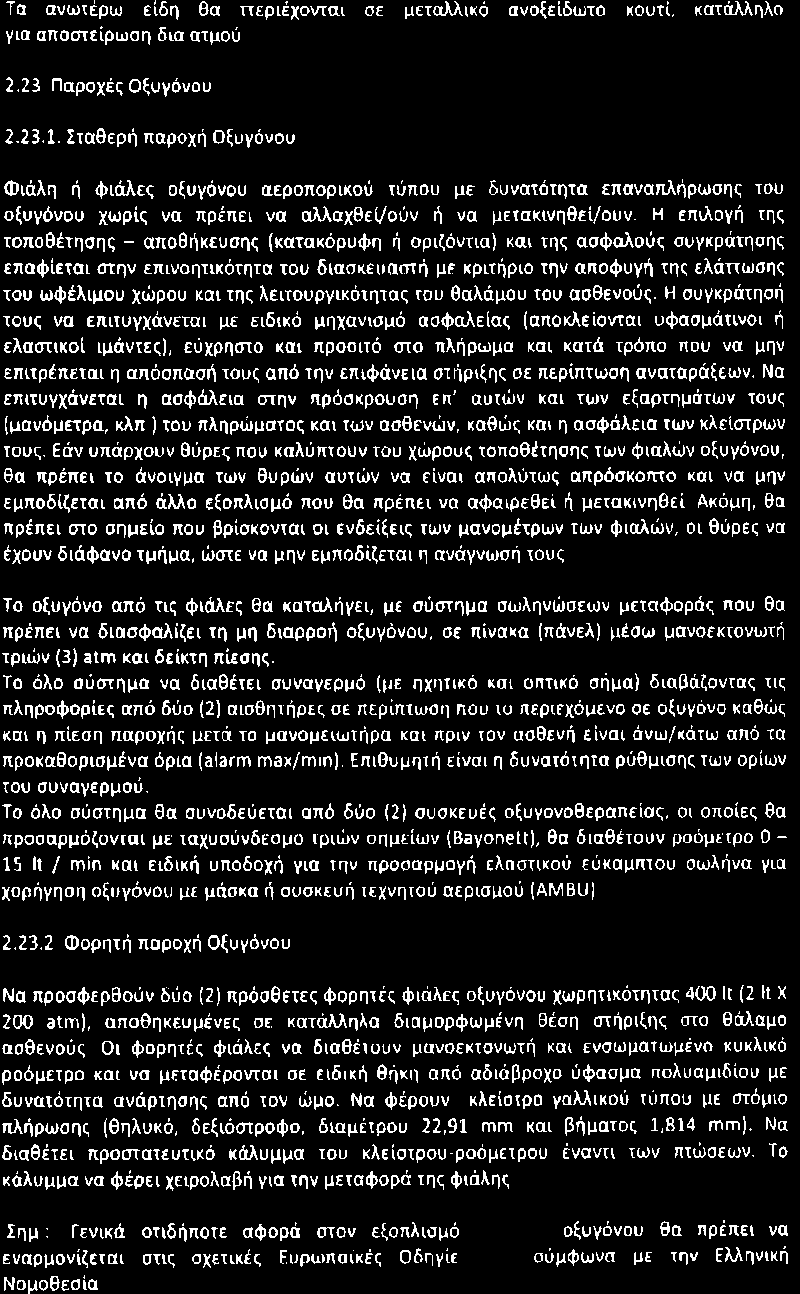 Τα ανωτέρω είδη θα περιέχονται σε μεταλλικό ανοξείδωτο κουτί, κατάλληλο
για αποστείρωση δια ατμού
2.23 Παροχές Οξυγόνου
2.23.1. Σταθερή παροχή Οξυγόνου
Φιάλη ή φιάλες οξυγόνου αεροπορικού τύπου με δυνατότητα επαναπλήρωσης του
οξυγόνου χωρίς να πρέπει να αλλαχθεί/ούν ή να μετακινηθεί/ουν. Η επιλογή της
τοποθέτησης – αποθήκευσης (κατακόρυφη ή οριζόντια) και της ασφαλούς συγκράτησης
επαφίεται στην επινοητικότητα του διασκευαστή με κριτήριο την αποφυγή της ελάττωσης
του ωφέλιμου χώρου και της λειτουργικότητας του θαλάμου του ασθενούς. Η συγκράτησή
τους να επιτυγχάνεται με ειδικό μηχανισμό ασφαλείας (αποκλείονται υφασμάτινοι ή
ελαστικοί ιμάντες), εύχρηστο και προσιτό στο πλήρωμα και κατά τρόπο που να μην
επιτρέπεται η απόσπασή τους από την επιφάνεια στήριξης σε περίπτωση αναταράξεων. Να
επιτυγχάνεται η ασφάλεια στην πρόσκρουση επ' αυτών και των εξαρτημάτων τους
(μανόμετρα, κλπ ) του πληρώματος και των ασθενών, καθώς και η ασφάλεια των κλείστρων
τους. Εάν υπάρχουν θύρες που καλύπτουν του χώρους τοποθέτησης των φιαλών οξυγόνου,
θα πρέπει το άνοιγμα των θυρών αυτών να είναι απολύτως απρόσκοπτο και να μην
εμποδίζεται από άλλο εξοπλισμό που θα πρέπει να αφαιρεθεί ή μετακινηθεί Ακόμη, θα
πρέπει στο σημείο που βρίσκονται οι ενδείξεις των μανομέτρων των φιαλών, οι θύρες να
έχουν διάφανο τμήμα, ώστε να μην εμποδίζεται η ανάγνωσή τους
Το οξυγόνο από τις φιάλες θα καταλήγει, με σύστημα σωληνώσεων μεταφοράς που θα
πρέπει να διασφαλίζει τη μη διαρροή οξυγόνου, σε πίνακα (πάνελ) μέσω μανοεκτονωτή
τριών (3) atm και δείκτη πίεσης.
Το όλο σύστημα να διαθέτει συναγερμό (με ηχητικό και οπτικό σήμα) διαβάζοντας τις
πληροφορίες από δύο (2) αισθητήρες σε περίπτωση που το περιεχόμενο σε οξυγόνο καθώς
και η πίεση παροχής μετά το μανομειωτήρα και πριν τον ασθενή είναι άνω/κάτω από τα
προκαθορισμένα όρια (alarm max/min). Επιθυμητή είναι η δυνατότητα ρύθμισης των ορίων
του συναγερμού.
Το όλο σύστημα θα συνοδεύεται από δύο (2) συσκευές οξυγονοθεραπείας, οι οποίες θα
προσαρμόζονται με ταχυσύνδεσμο τριών σημείων (Bayonett), θα διαθέτουν ροόμετρο 0 –
15 lt / min και ειδική υποδοχή για την προσαρμογή ελαστικού εύκαμπτου σωλήνα για
χορήγηση οξυγόνου με μάσκα ή συσκευή τεχνητού αερισμού (AMBU)
2.23.2 Φορητή παροχή Οξυγόνου
Να προσφερθούν δύο (2) πρόσθετες φορητές φιάλες οξυγόνου χωρητικότητας 400 lt (2 lt X
200 atm), αποθηκευμένες σε κατάλληλα διαμορφωμένη θέση στήριξης στο θάλαμο
ασθενούς Οι φορητές φιάλες να διαθέτουν μανοεκτονωτή και ενσωματωμένο κυκλικό
ροόμετρο και να μεταφέρονται σε ειδική θήκη από αδιάβροχο ύφασμα πολυαμιδίου με
δυνατότητα ανάρτησης από τον ώμο. Να φέρουν κλείστρο γαλλικού τύπου με στόμιο
πλήρωσης (θηλυκό, δεξιόστροφο, διαμέτρου 22,91 mm και βήματος 1,814 mm). Να
διαθέτει προστατευτικό κάλυμμα του κλείστρου-ροόμετρου έναντι των πτώσεων. Το
κάλυμμα να φέρει χειρολαβή για την μεταφορά της φιάλης
Σημ : Γενικά οτιδήποτε αφορά στον εξοπλισμό οξυγόνου θα πρέπει να
εναρμονίζεται στις σχετικές Ευρωπαϊκές Οδηγίε σύμφωνα με την Ελληνική
Νομοθεσία